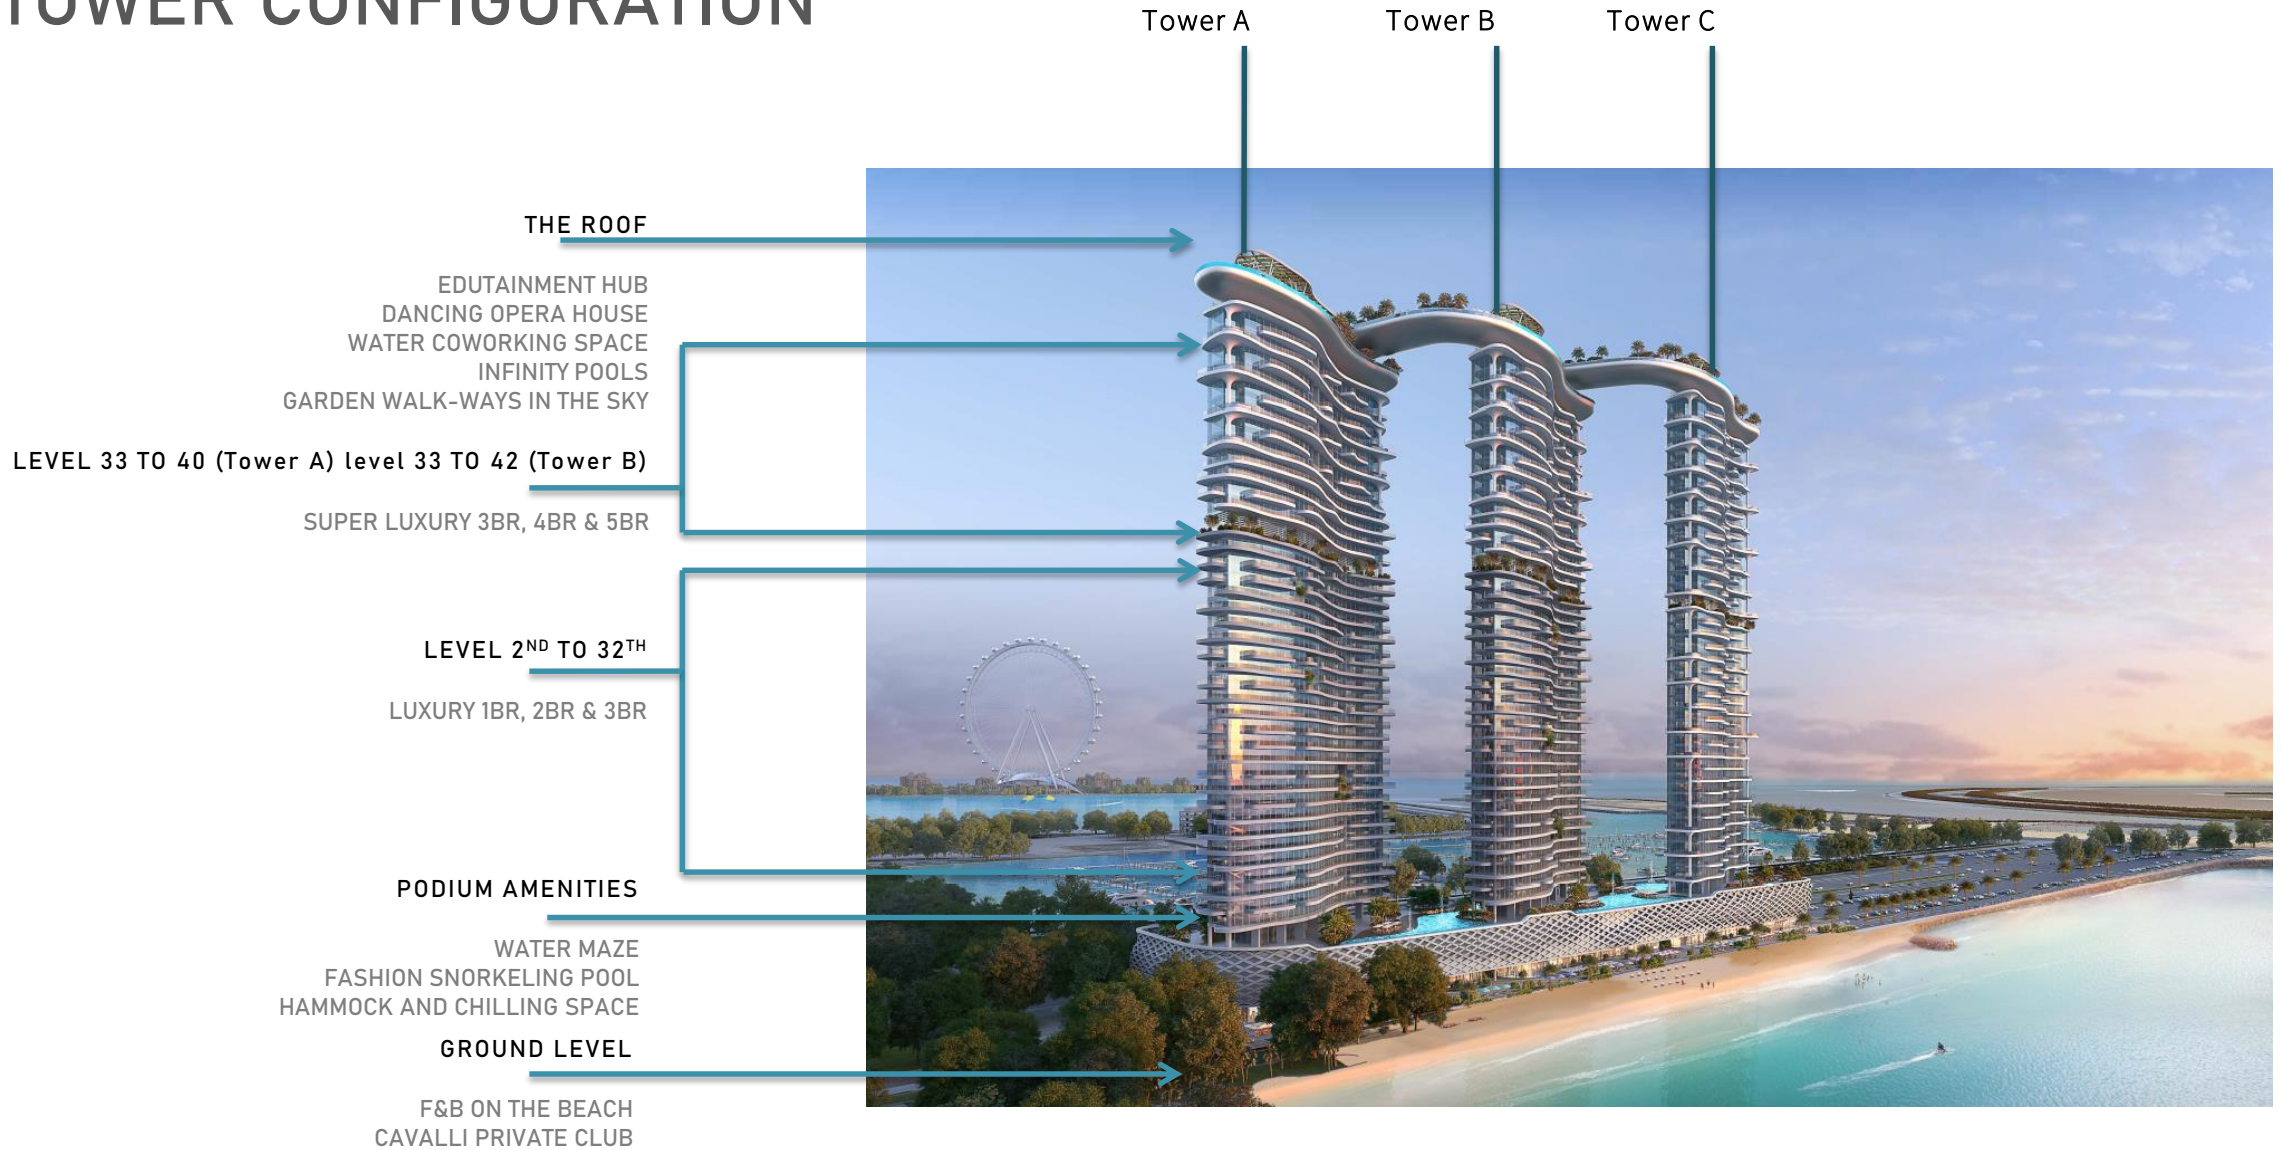 TOWER CONFIGURATION
Tower A
Tower B
Tower C
THE ROOF
EDUTAINMENT HUB
DANCING OPERA HOUSE
WATER COWORKING SPACE
INFINITY POOLS
GARDEN WALK-WAYS IN THE SKY
LEVEL 33 TO 40 (Tower A) level 33 TO 42 (Tower B)
SUPER LUXURY 3BR, 4BR & 5BR
LEVEL 2ND TO 32TH
LUXURY 1BR, 2BR & 3BR
PODIUM AMENITIES
WATER MAZE
FASHION SNORKELING POOL
HAMMOCK AND CHILLING SPACE
GROUND LEVEL
F&B ON THE BEACH
CAVALLI PRIVATE CLUB